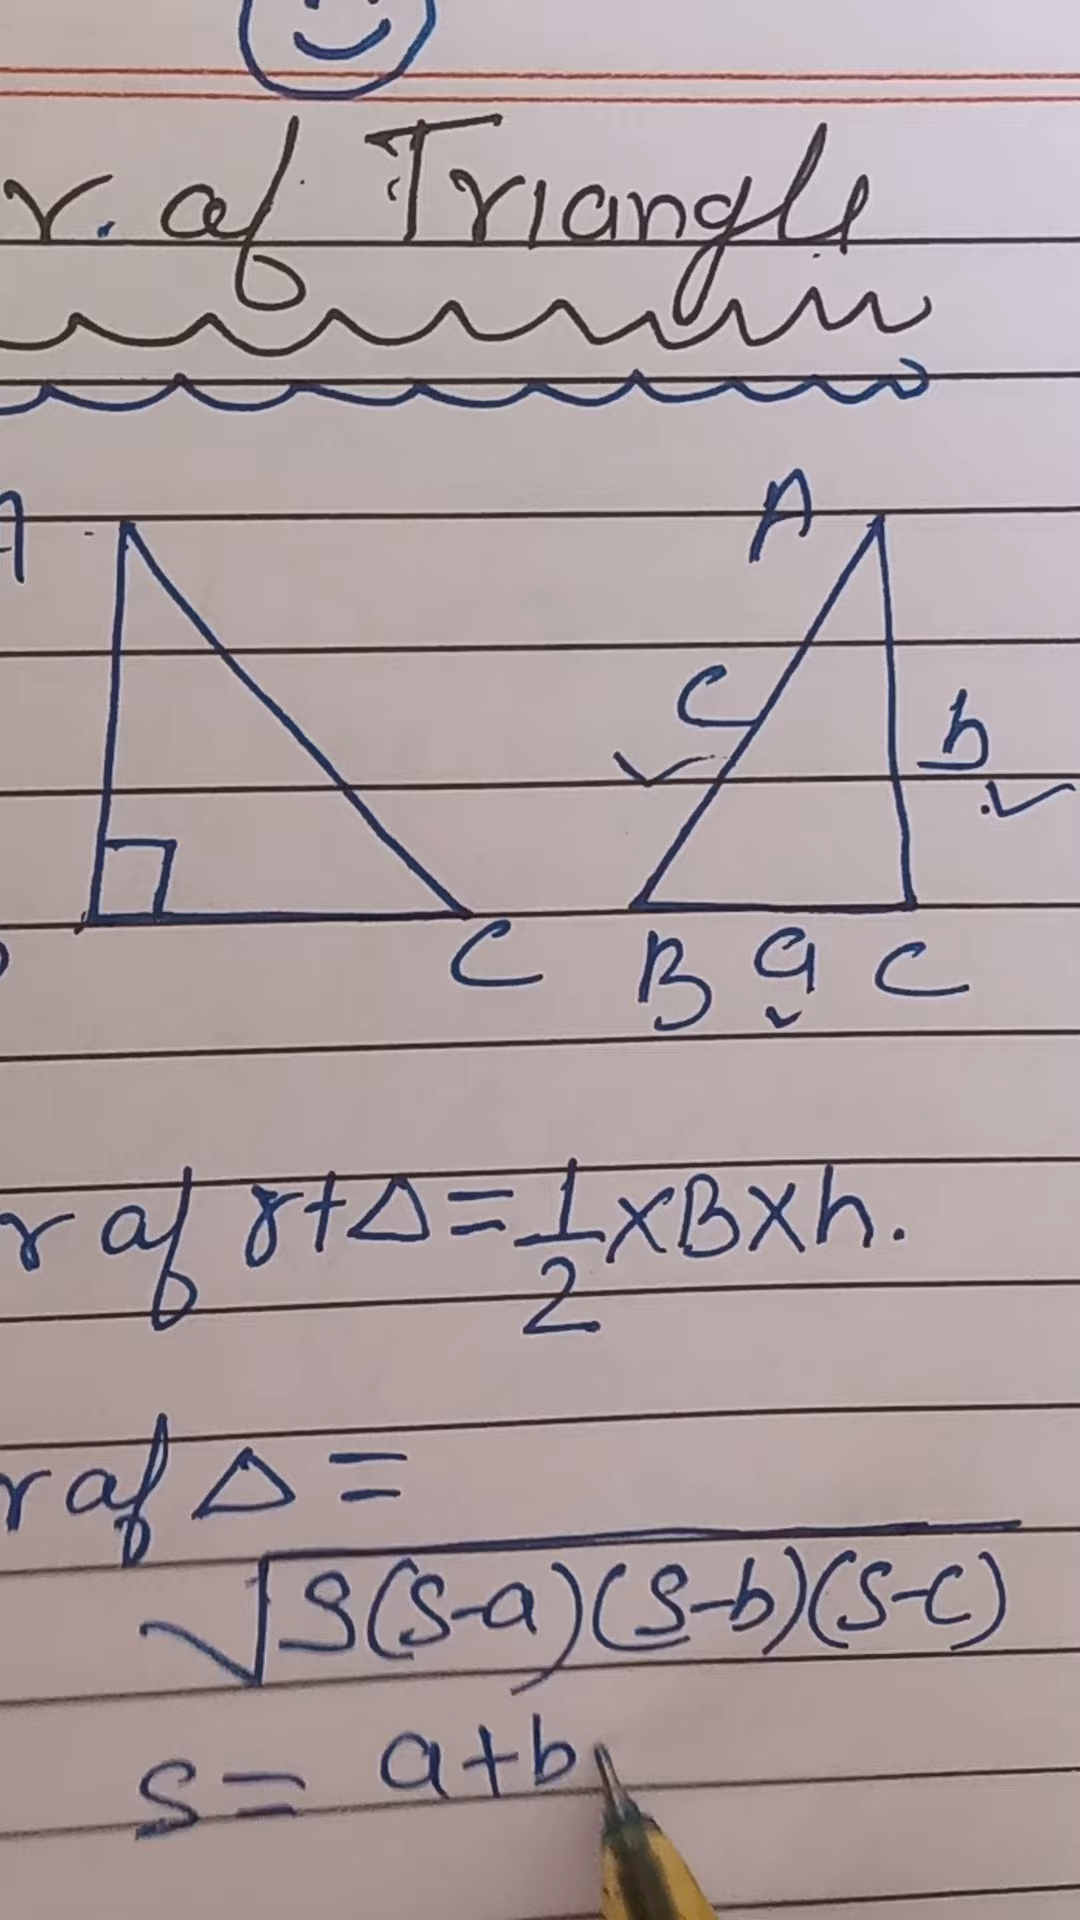 r. of Triangle
A A
C b
C B a C
r of rt Δ = 1/2 x B x h.
r of Δ =
√S(S-a)(S-b)(S-c)
S = a+b